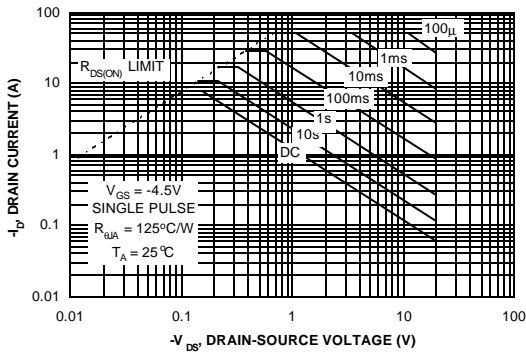 100
10
1
0.1
0.01
0.01
0.1
1
10
100
-I_D, DRAIN CURRENT (A)
-V_DS, DRAIN-SOURCE VOLTAGE (V)
R_DS(ON) LIMIT
100µ
1ms
10ms
100ms
1s
10s
DC
V_GS = -4.5V
SINGLE PULSE
R_θJA = 125°C/W
T_A = 25°C